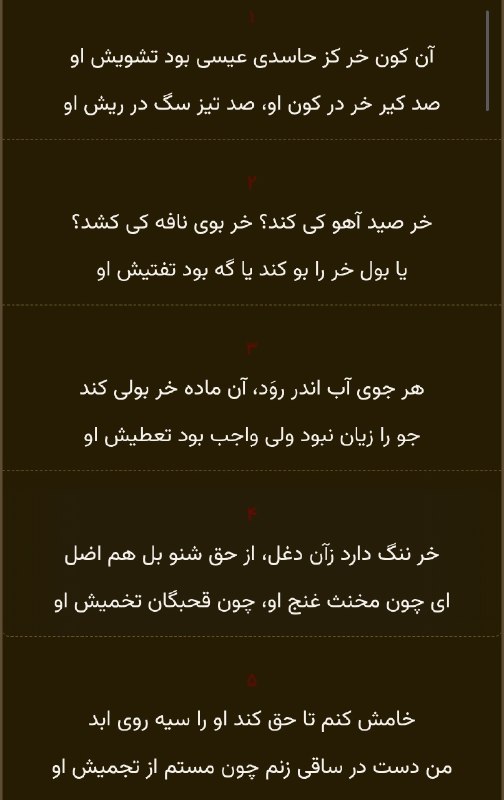 ۱
آن کون خر کز حاسدی عیسی بود تشویش او
صد کیر خر در کون او، صد تیز سگ در ریش او
۲
خر صید آهو کی کند؟ خر بوی نافه کی کشد؟
یا بول خر را بو کند یا گه بود تفتیش او
۳
هر جوی آب اندر روَد، آن ماده خر بولی کند
جو را زیان نبود ولی واجب بود تعطیش او
۴
خر ننگ دارد زآن دغل، از حق شنو بل هم اضل
ای چون مخنث غنج او، چون قحبگان تخمیش او
۵
خامش کنم تا حق کند او را سیه روی ابد
من دست در ساقی زنم چون مستم از تجمیش او